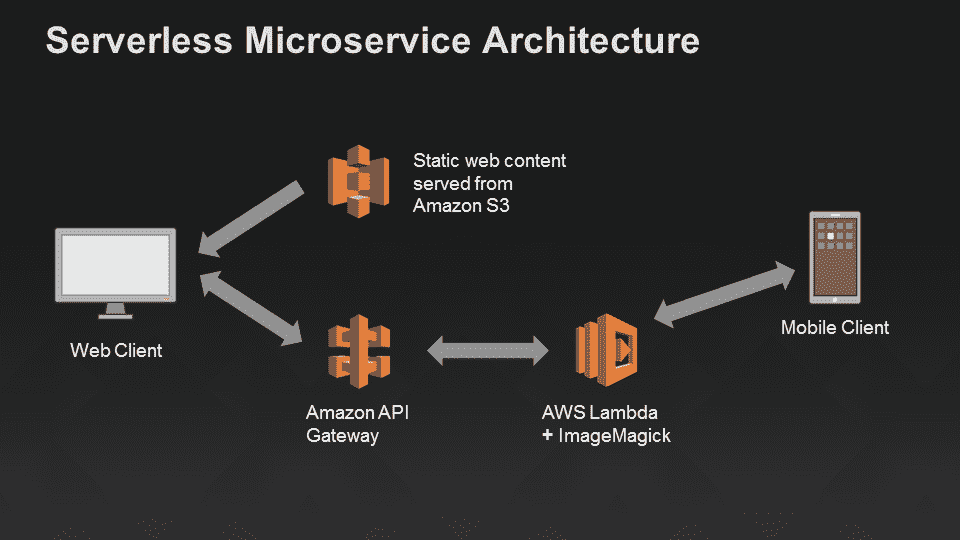 Serverless Microservice Architecture
Static web content
served from
Amazon S3
Web Client
Mobile Client
Amazon API
Gateway
AWS Lambda
+ ImageMagick